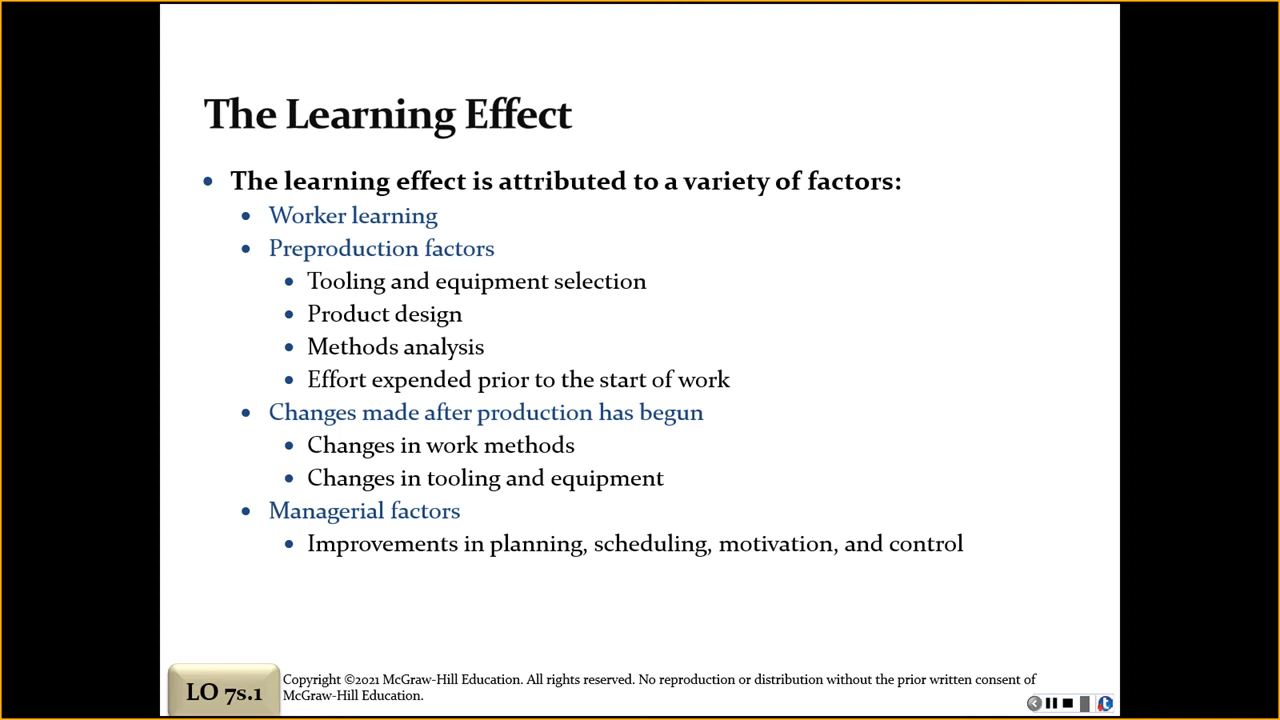 The Learning Effect
• The learning effect is attributed to a variety of factors:
• Worker learning
• Preproduction factors
• Tooling and equipment selection
• Product design
• Methods analysis
• Effort expended prior to the start of work
• Changes made after production has begun
• Changes in work methods
• Changes in tooling and equipment
• Managerial factors
• Improvements in planning, scheduling, motivation, and control
LO 7s.1
Copyright ©2021 McGraw-Hill Education. All rights reserved. No reproduction or distribution without the prior written consent of
McGraw-Hill Education.